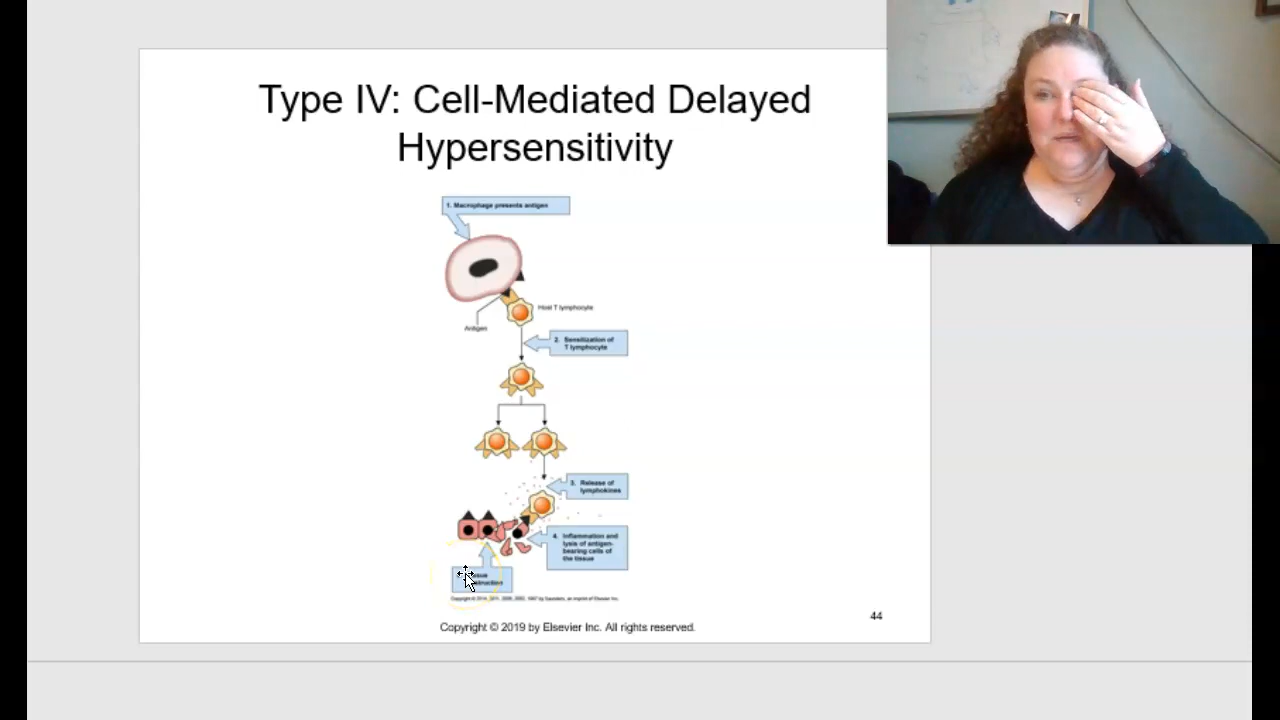 Type IV: Cell-Mediated Delayed
Hypersensitivity
1. Macrophage presents antigen
Host T lymphocyte
Antigen
2. Sensitization of
T lymphocyte
3. Release of
lymphokines
4. Inflammation and
lysis of antigen-
bearing cells of
the tissue
Copyright © 2019 by Elsevier Inc. All rights reserved.
44